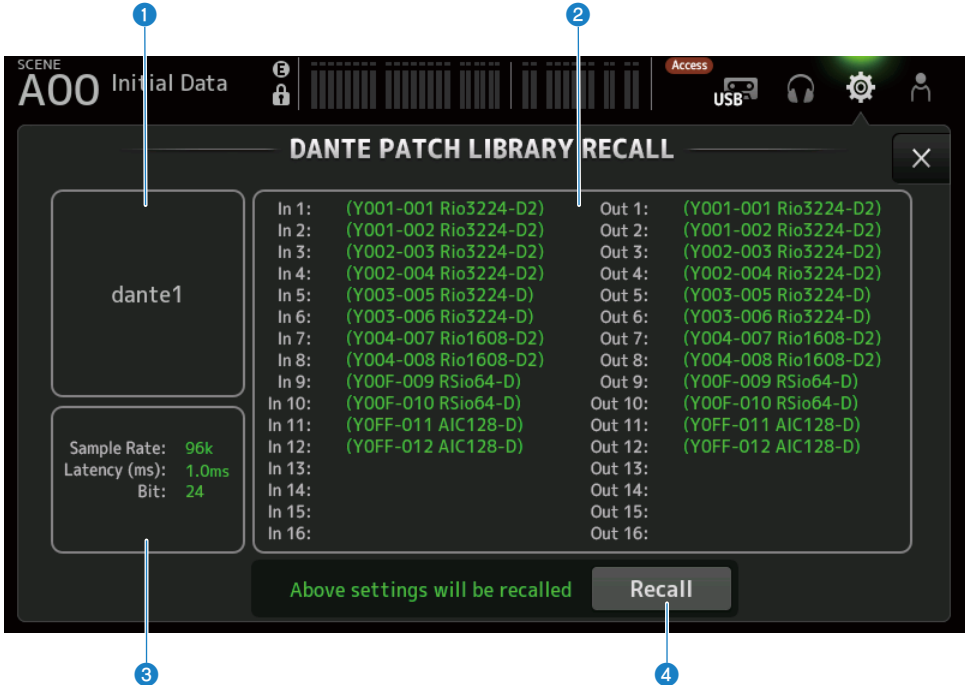 1
2
SCENE
A00 Initial Data
E
Access
USB
DANTE PATCH LIBRARY RECALL
dante1
Sample Rate: 96k
Latency (ms): 1.0ms
Bit: 24
In 1: (Y001-001 Rio3224-D2) Out 1: (Y001-001 Rio3224-D2)
In 2: (Y001-002 Rio3224-D2) Out 2: (Y001-002 Rio3224-D2)
In 3: (Y002-003 Rio3224-D2) Out 3: (Y002-003 Rio3224-D2)
In 4: (Y002-004 Rio3224-D2) Out 4: (Y002-004 Rio3224-D2)
In 5: (Y003-005 Rio3224-D) Out 5: (Y003-005 Rio3224-D)
In 6: (Y003-006 Rio3224-D) Out 6: (Y003-006 Rio3224-D)
In 7: (Y004-007 Rio1608-D2) Out 7: (Y004-007 Rio1608-D2)
In 8: (Y004-008 Rio1608-D2) Out 8: (Y004-008 Rio1608-D2)
In 9: (Y00F-009 RSio64-D) Out 9: (Y00F-009 RSio64-D)
In 10: (Y00F-010 RSio64-D) Out 10: (Y00F-010 RSio64-D)
In 11: (Y0FF-011 AIC128-D) Out 11: (Y0FF-011 AIC128-D)
In 12: (Y0FF-012 AIC128-D) Out 12: (Y0FF-012 AIC128-D)
In 13: Out 13:
In 14: Out 14:
In 15: Out 15:
In 16: Out 16:
Above settings will be recalled Recall
3
4